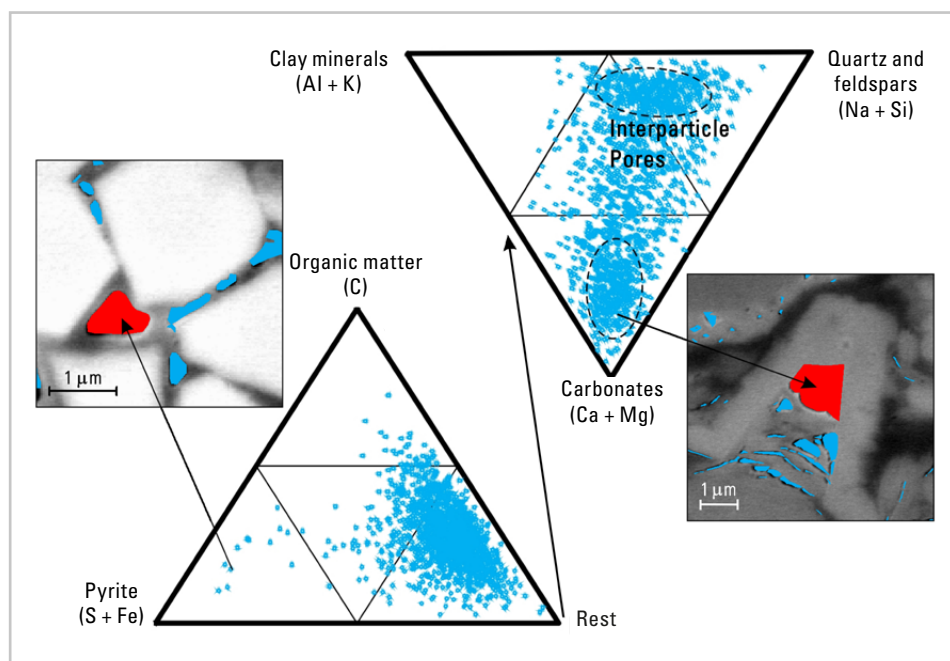 Clay minerals
(Al + K)
Quartz and
feldspars
(Na + Si)
Interparticle
Pores
Organic matter
(C)
1 μm
Carbonates
(Ca + Mg)
1 μm
Pyrite
(S + Fe)
Rest